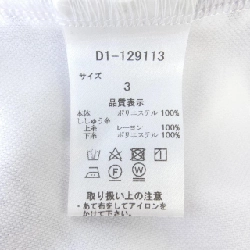 D1-129113
サイズ
3
品質表示
本体 ポリエステル 100%
ししゅう糸
上糸 レーヨン 100%
下糸 ポリエステル 100%
取り扱い上の注意
・あて布をしてアイロンを
かけて下さい